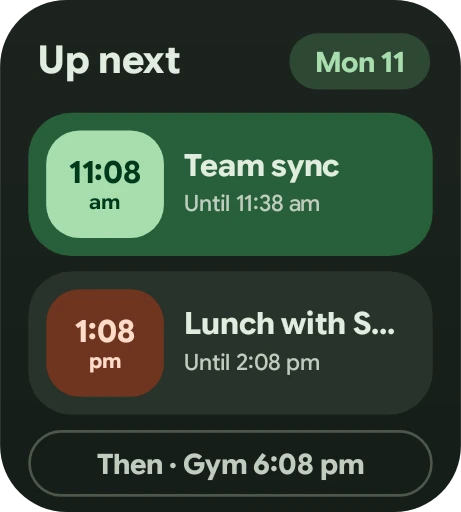 Up next
Mon 11
11:08
am
Team sync
Until 11:38 am
1:08
pm
Lunch with S...
Until 2:08 pm
Then · Gym 6:08 pm